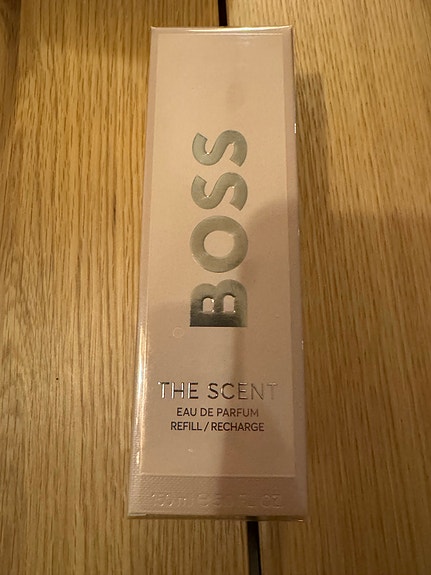 BOSS
THE SCENT
EAU DE PARFUM
REFILL / RECHARGE